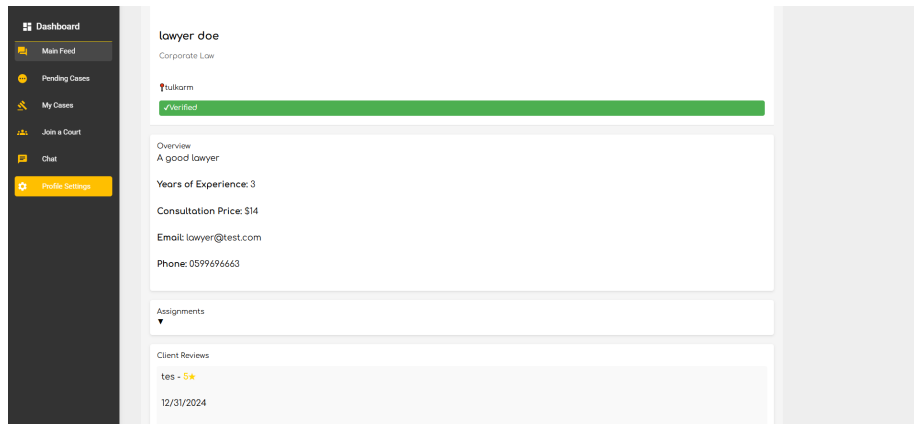 Dashboard
Main Feed
Pending Cases
My Cases
Join a Court
Chat
Profile Settings
lawyer doe
Corporate Law
📍tulkarm
✓Verified
Overview
A good lawyer
Years of Experience: 3
Consultation Price: $14
Email: lawyer@test.com
Phone: 0599696663
Assignments
▼
Client Reviews
tes - 5★
12/31/2024